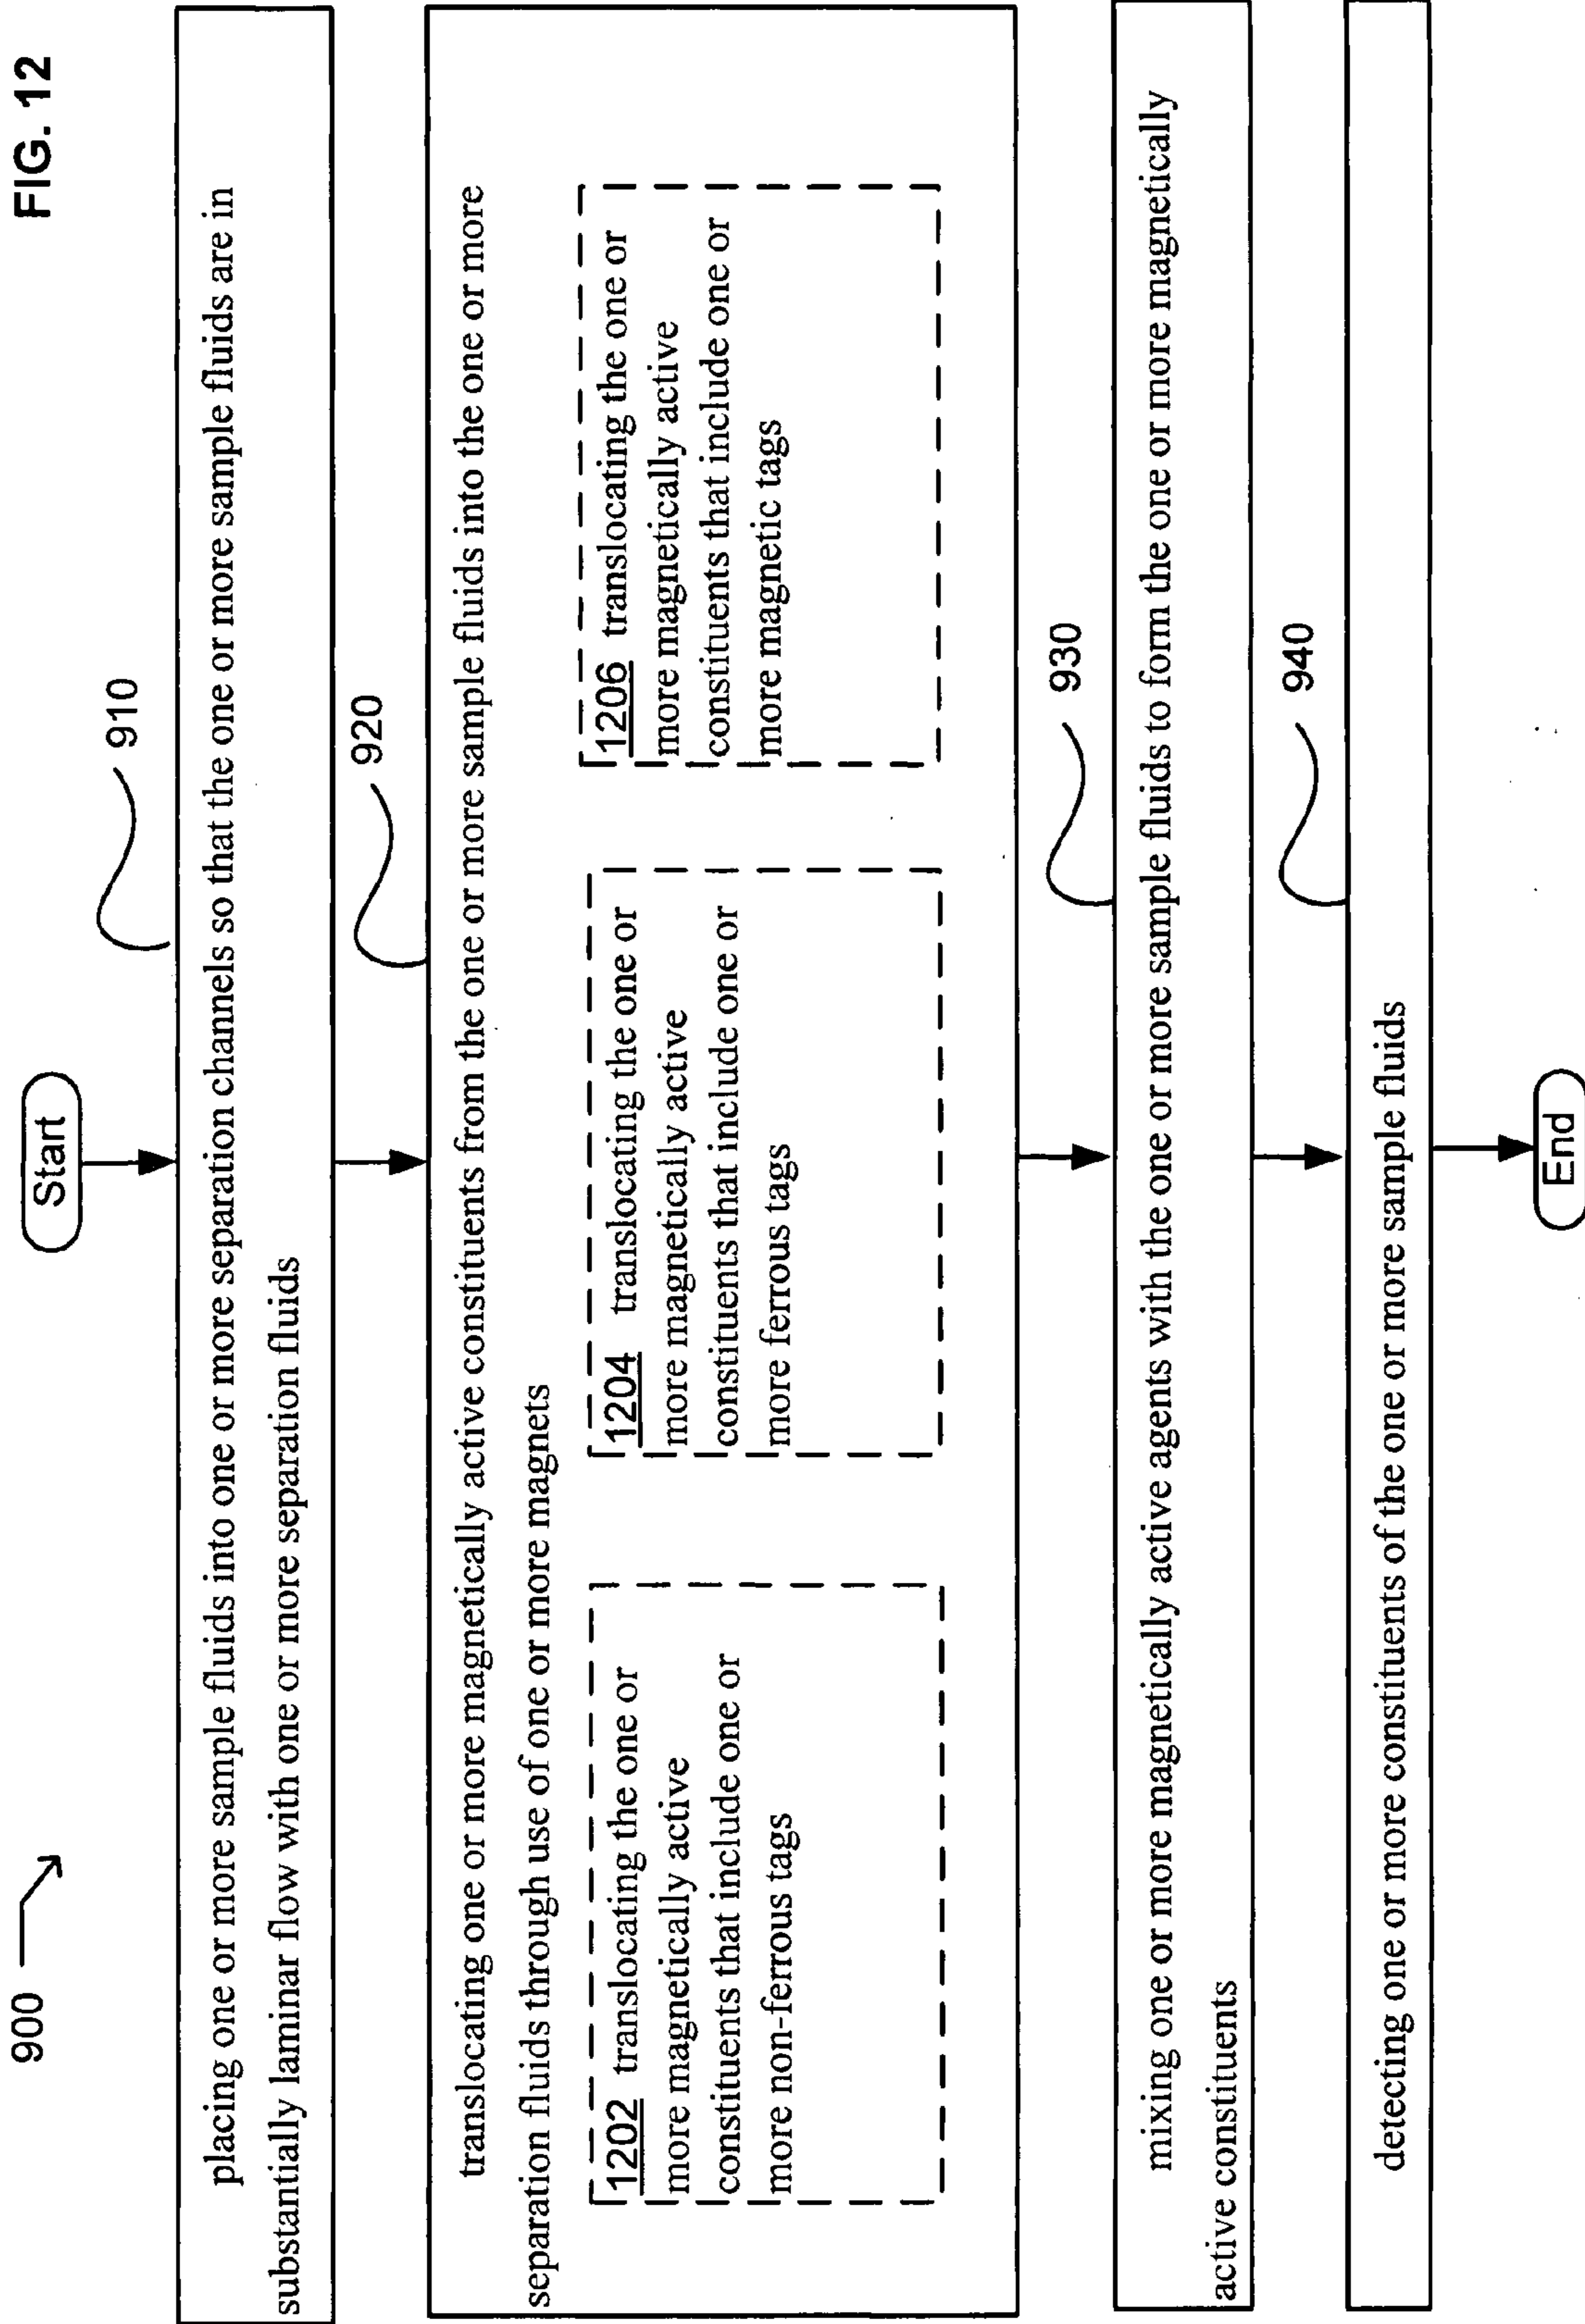 FIG. 12
900
Start
910
placing one or more sample fluids into one or more separation channels so that the one or more sample fluids are in
substantially laminar flow with one or more separation fluids
920
translocating one or more magnetically active constituents from the one or more sample fluids into the one or more
separation fluids through use of one or more magnets
1202 translocating the one or
more magnetically active
constituents that include one or
more non-ferrous tags
1204 translocating the one or
more magnetically active
constituents that include one or
more ferrous tags
1206 translocating the one or
more magnetically active
constituents that include one or
more magnetic tags
930
mixing one or more magnetically active agents with the one or more sample fluids to form the one or more magnetically
active constituents
940
detecting one or more constituents of the one or more sample fluids
End